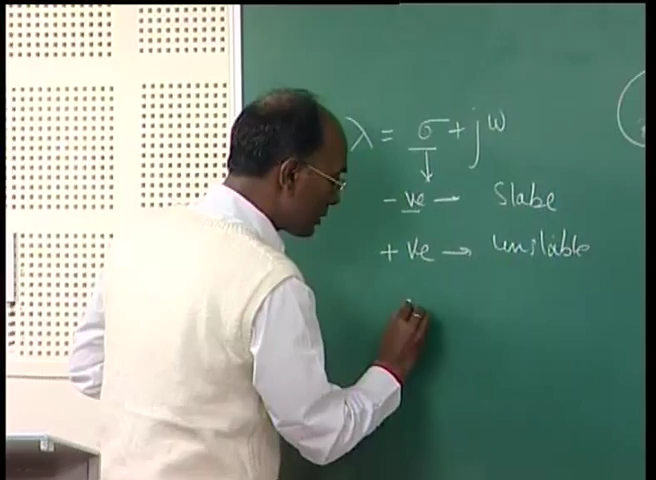 λ = σ + jω
- ve → Slabe
+ ve → unstable